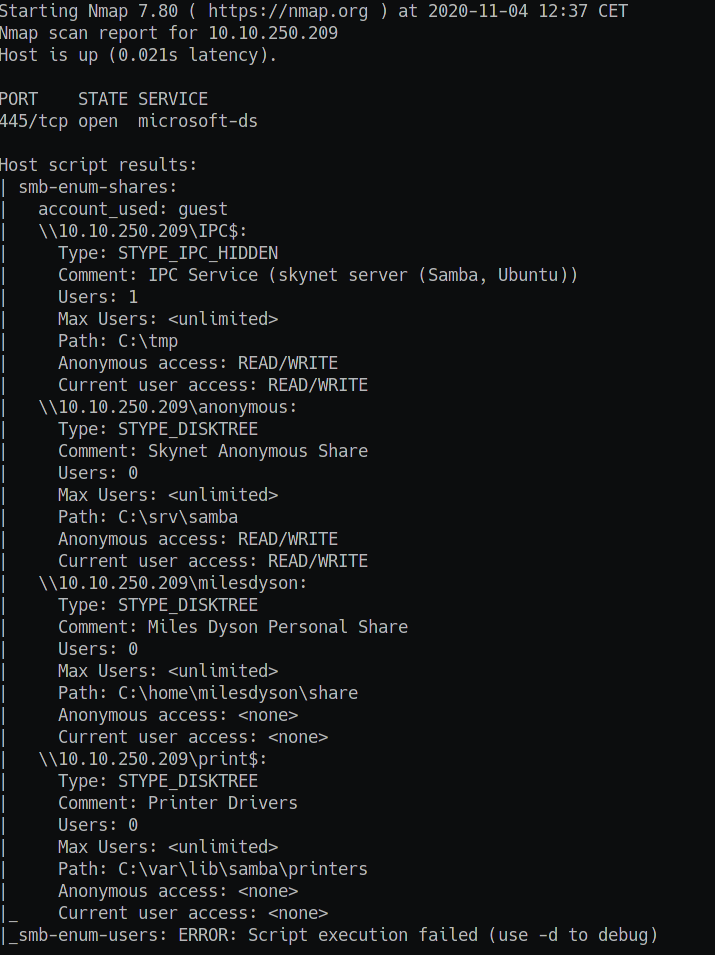 Starting Nmap 7.80 ( https://nmap.org ) at 2020-11-04 12:37 CET
Nmap scan report for 10.10.250.209
Host is up (0.021s latency).

PORT    STATE SERVICE
445/tcp open  microsoft-ds

Host script results:
| smb-enum-shares:
|   account_used: guest
|   \\10.10.250.209\IPC$:
|     Type: STYPE_IPC_HIDDEN
|     Comment: IPC Service (skynet server (Samba, Ubuntu))
|     Users: 1
|     Max Users: <unlimited>
|     Path: C:\tmp
|     Anonymous access: READ/WRITE
|     Current user access: READ/WRITE
|   \\10.10.250.209\anonymous:
|     Type: STYPE_DISKTREE
|     Comment: Skynet Anonymous Share
|     Users: 0
|     Max Users: <unlimited>
|     Path: C:\srv\samba
|     Anonymous access: READ/WRITE
|     Current user access: READ/WRITE
|   \\10.10.250.209\milesdyson:
|     Type: STYPE_DISKTREE
|     Comment: Miles Dyson Personal Share
|     Users: 0
|     Max Users: <unlimited>
|     Path: C:\home\milesdyson\share
|     Anonymous access: <none>
|     Current user access: <none>
|   \\10.10.250.209\print$:
|     Type: STYPE_DISKTREE
|     Comment: Printer Drivers
|     Users: 0
|     Max Users: <unlimited>
|     Path: C:\var\lib\samba\printers
|     Anonymous access: <none>
|_    Current user access: <none>
|_smb-enum-users: ERROR: Script execution failed (use -d to debug)